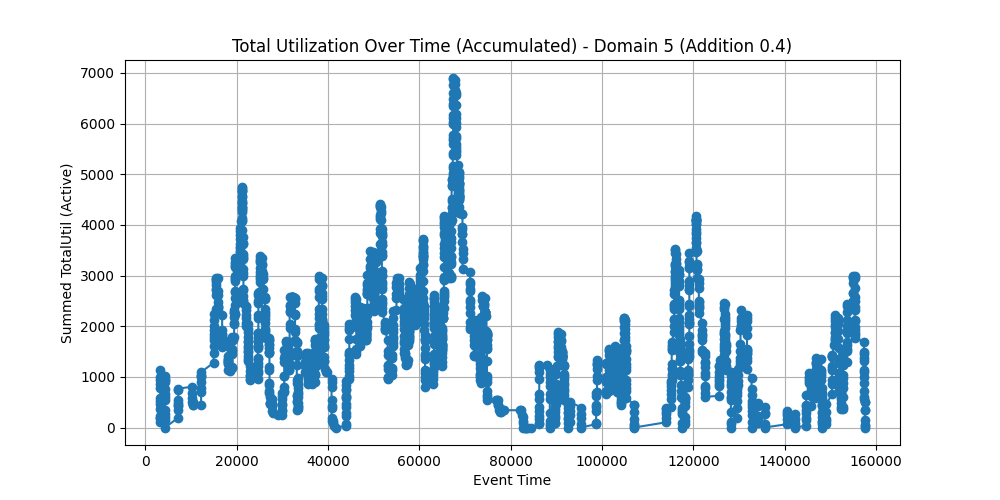 Total Utilization Over Time (Accumulated) - Domain 5 (Addition 0.4)
Summed TotalUtil (Active)
7000
6000
5000
4000
3000
2000
1000
0
0 20000 40000 60000 80000 100000 120000 140000 160000
Event Time